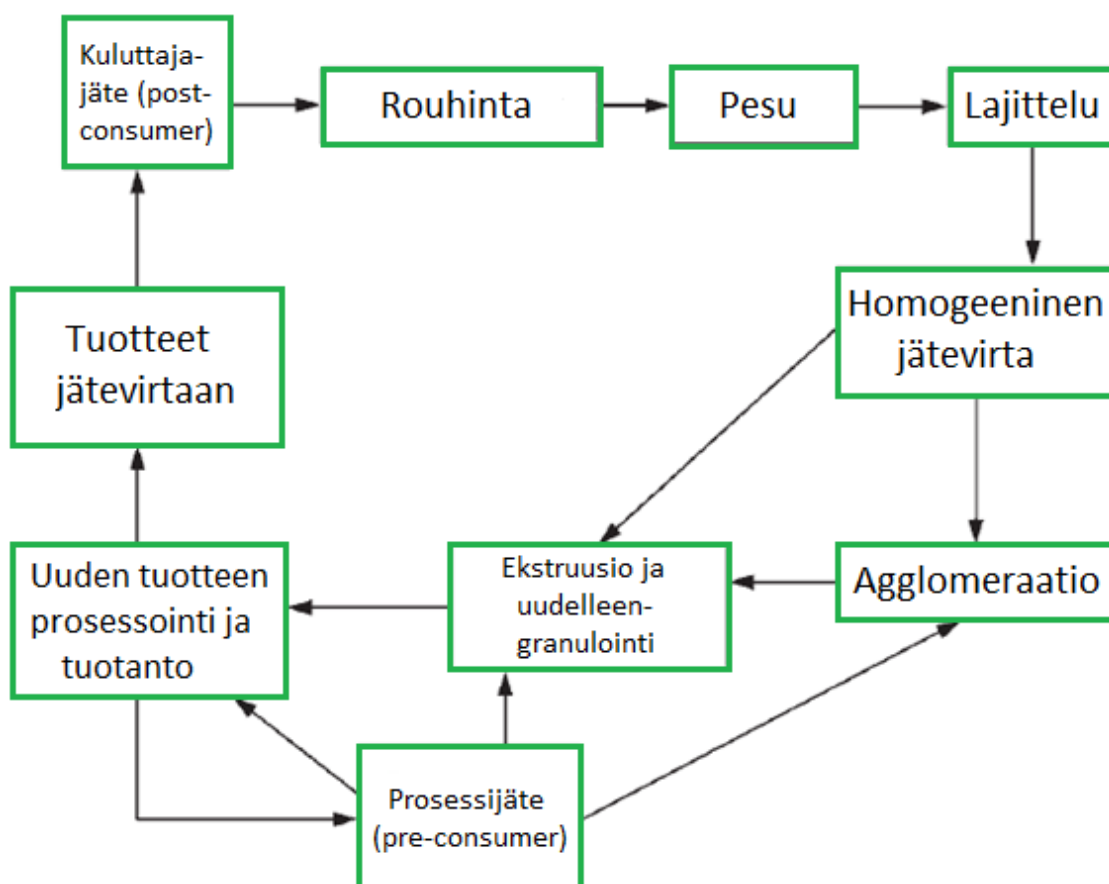 Kuluttaja-
jäte (post-
consumer)
Rouhinta
Pesu
Lajittelu
Homogeeninen
jätevirta
Tuotteet
jätevirtaan
Uuden tuotteen
prosessointi ja
tuotanto
Ekstruusio ja
uudelleen-
granulointi
Agglomeraatio
Prosessijäte
(pre-consumer)